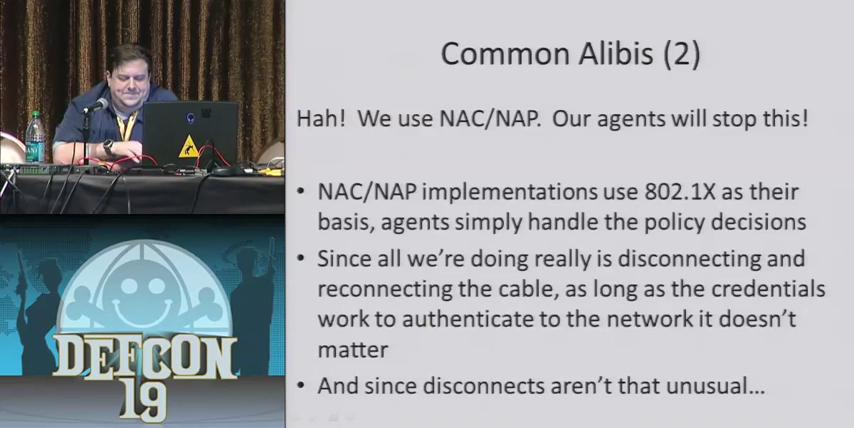 Common Alibis (2)
Hah! We use NAC/NAP. Our agents will stop this!
• NAC/NAP implementations use 802.1X as their
basis, agents simply handle the policy decisions
• Since all we're doing really is disconnecting and
reconnecting the cable, as long as the credentials
work to authenticate to the network it doesn't
matter
• And since disconnects aren't that unusual...
DEFCON
19